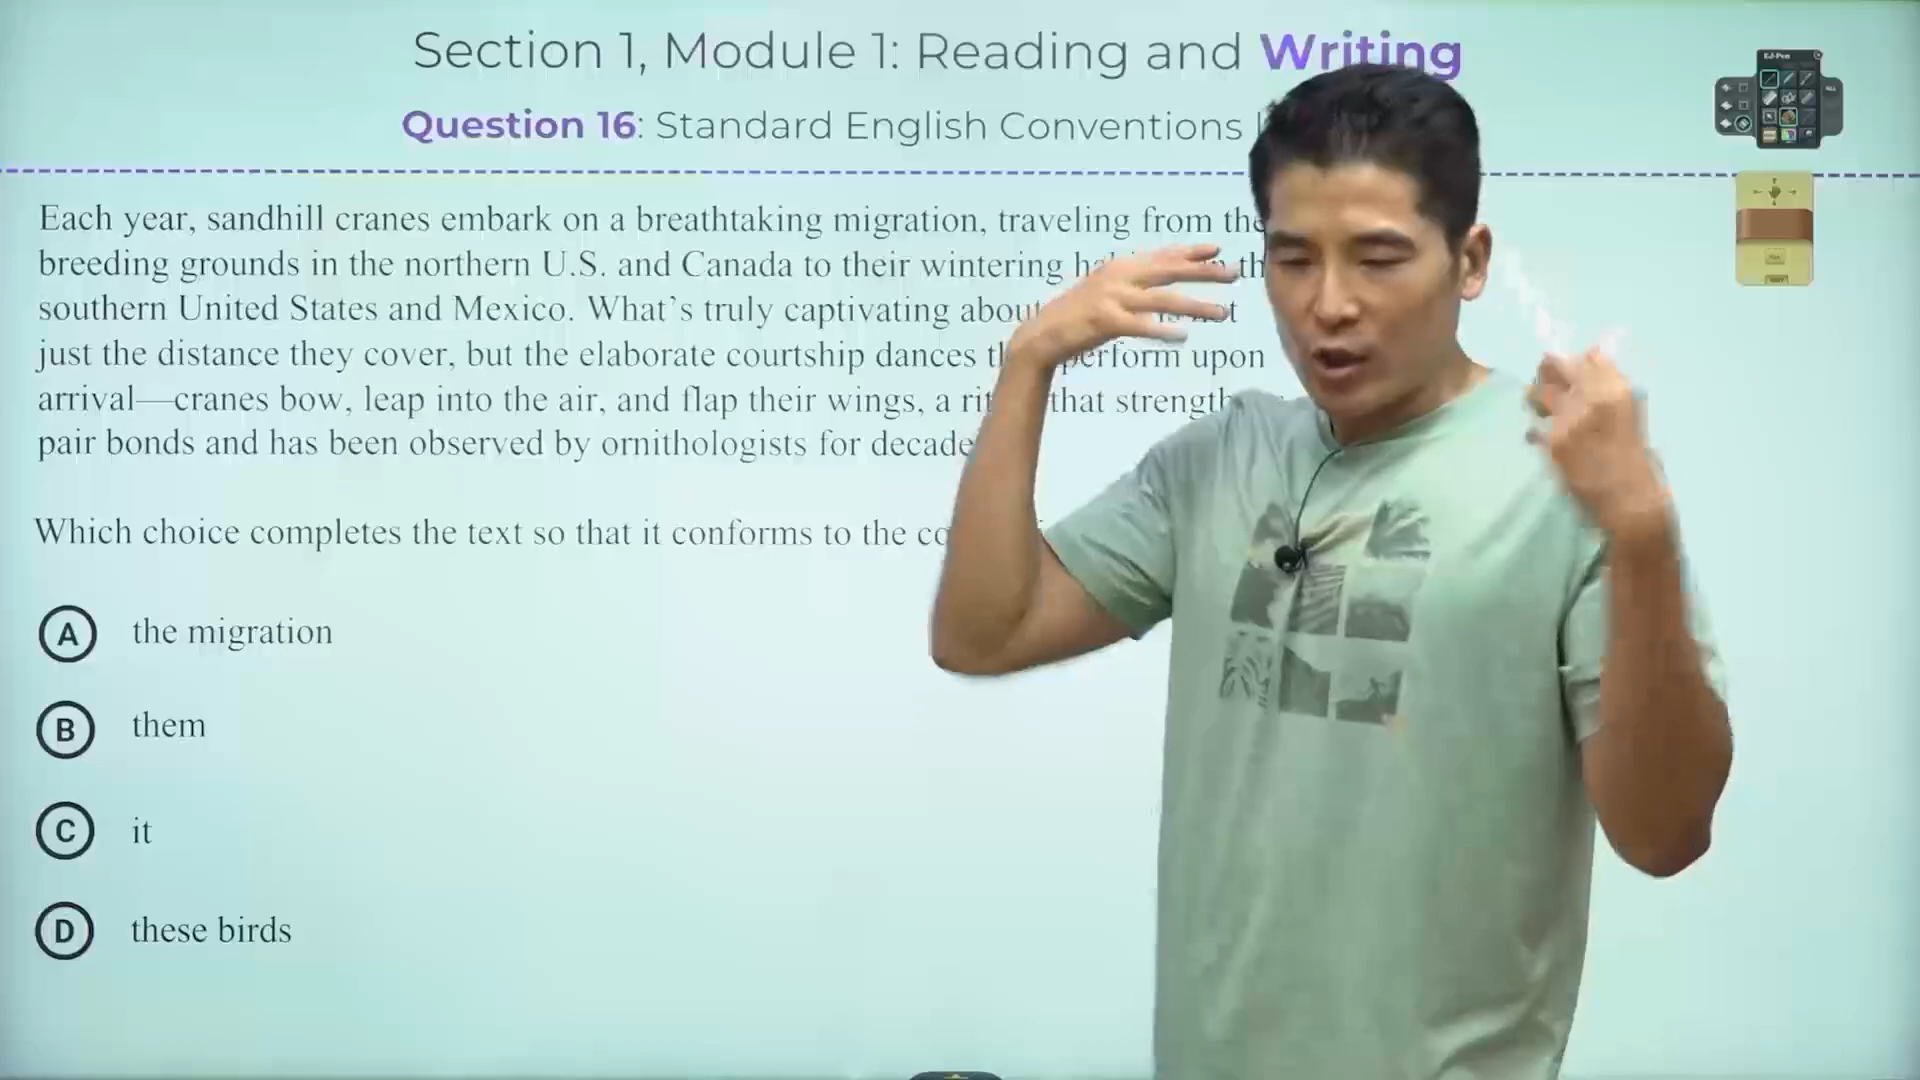 Section 1, Module 1: Reading and Writing
Question 16: Standard English Conventions
Each year, sandhill cranes embark on a breathtaking migration, traveling from
breeding grounds in the northern U.S. and Canada to their wintering
southern United States and Mexico. What's truly captivating
just the distance they cover, but the elaborate courtship dances perform upon
arrival—cranes bow, leap into the air, and flap their wings, a that
pair bonds and has been observed by ornithologists for
Which choice completes the text so that it conforms to the
A the migration
B them
C it
D these birds